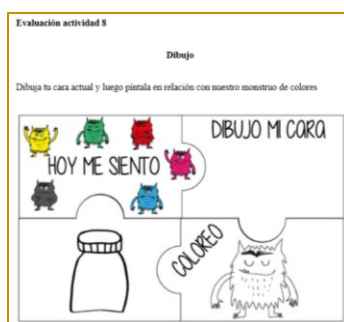 Evaluación actividad 8
Dibujo
Dibuja tu cara actual y luego pintala en relación con nuestro monstruo de colores
HOY ME SIENTO
DIBUJO MI CARA
COLOREO